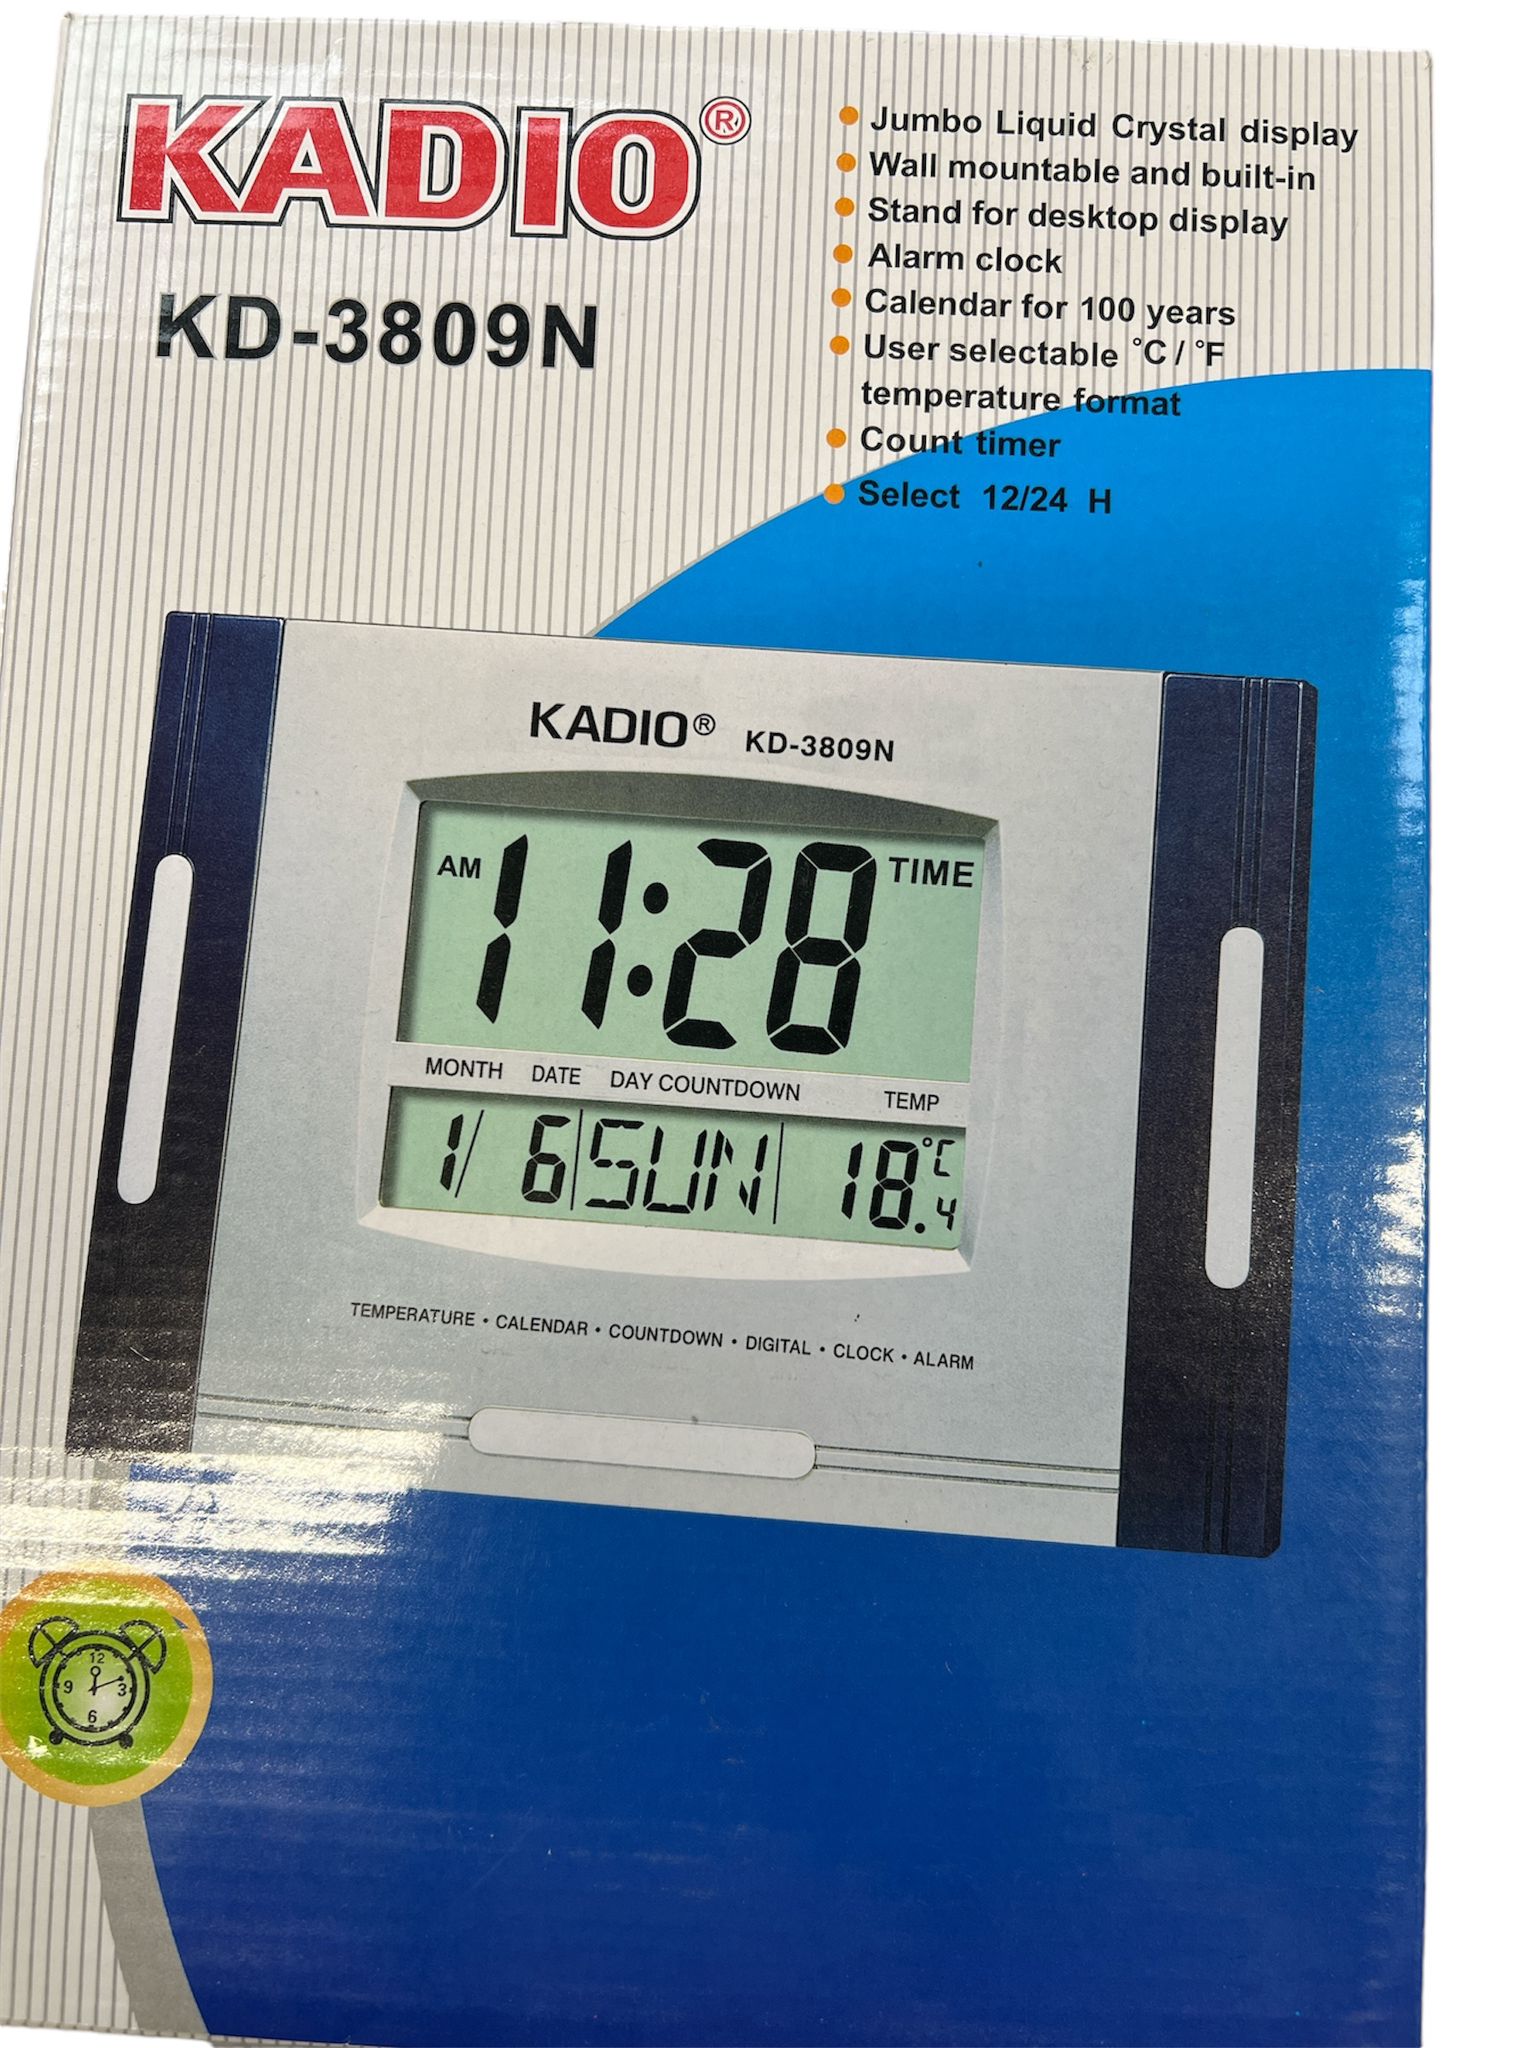 KADIO®
KD-3809N
Jumbo Liquid Crystal display
Wall mountable and built-in
Stand for desktop display
Alarm clock
Calendar for 100 years
User selectable °C / °F
temperature format
Count timer
Select 12/24 H
KADIO® KD-3809N
AM 11:28 TIME
MONTH DATE DAY COUNTDOWN TEMP
1/ 6 SUN 18.4 °C
TEMPERATURE • CALENDAR • COUNTDOWN • DIGITAL • CLOCK • ALARM
12
9 3
6